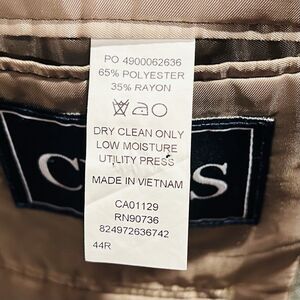 PO 4900062636
65% POLYESTER
35% RAYON
DRY CLEAN ONLY
LOW MOISTURE
UTILITY PRESS
MADE IN VIETNAM
CA01129
RN90736
824972636742
44R